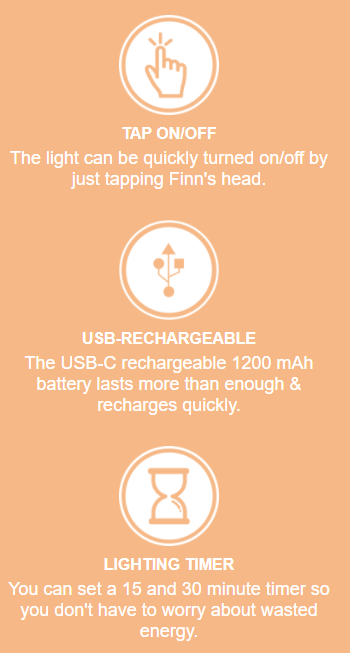 TAP ON/OFF
The light can be quickly turned on/off by
just tapping Finn's head.
USB-RECHARGEABLE
The USB-C rechargeable 1200 mAh
battery lasts more than enough &
recharges quickly.
LIGHTING TIMER
You can set a 15 and 30 minute timer so
you don't have to worry about wasted
energy.